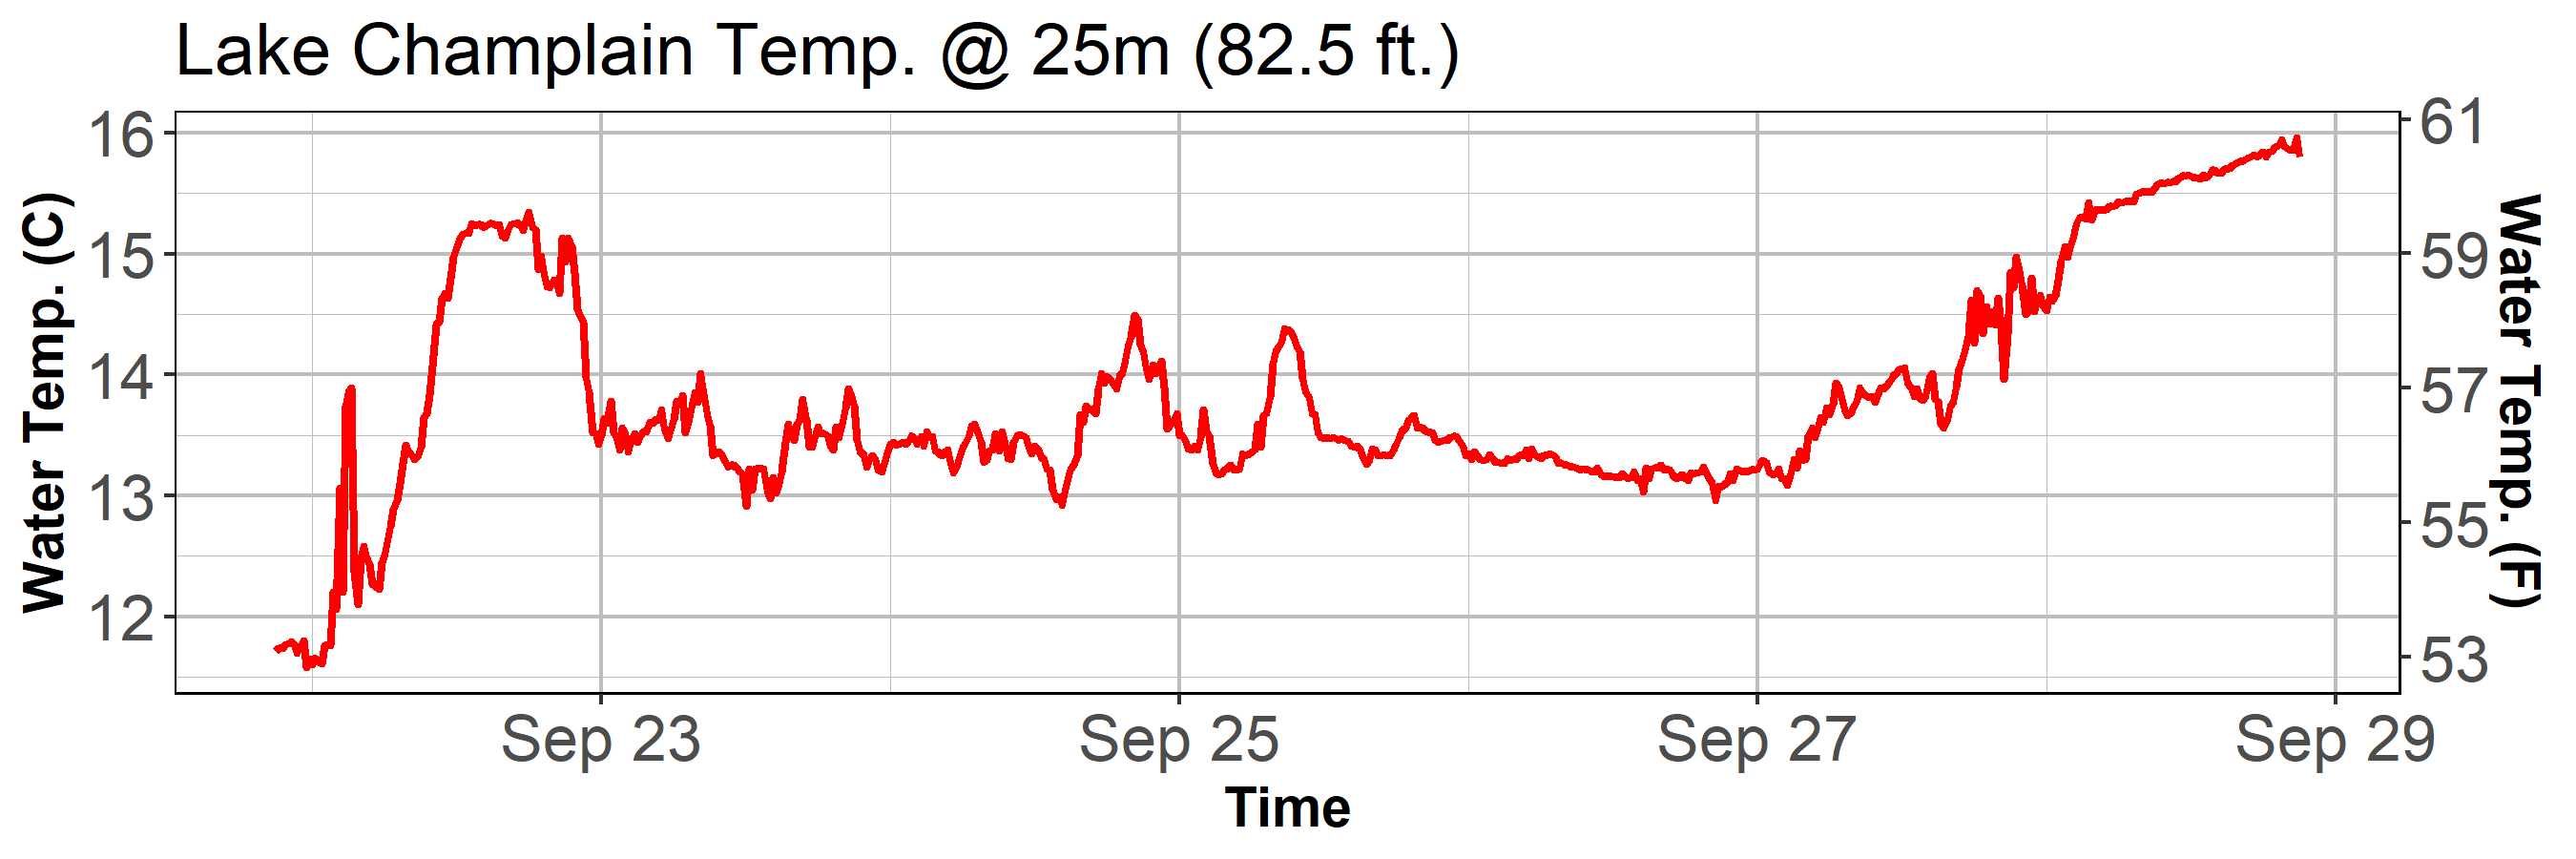 Lake Champlain Temp. @ 25m (82.5 ft.)
Water Temp. (C)
16
15
14
13
12
61
59
57
55
53
Water Temp. (F)
Sep 23 Sep 25 Sep 27 Sep 29
Time